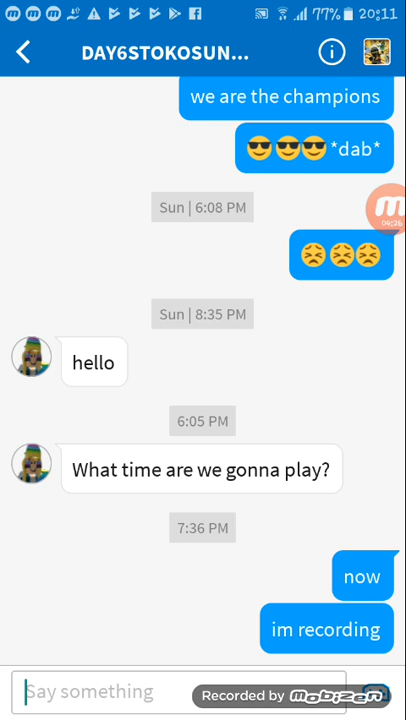 77% 20:11
DAY6STOKOSUN...
we are the champions
😎😎😎 *dab*
Sun | 6:08 PM
04:26
😣😣😣
Sun | 8:35 PM
hello
6:05 PM
What time are we gonna play?
7:36 PM
now
im recording
Say something
Recorded by MOBIZEN